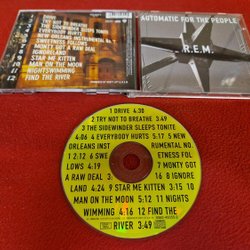 DRIVE
TRY NOT TO BREATHE
THE SIDEWINDER SLEEPS TONITE
EVERYBODY HURTS
NEW ORLEANS INSTRUMENTAL NO. 1
SWEETNESS FOLLOWS
MONTY GOT A RAW DEAL
IGNORELAND
STAR ME KITTEN
MAN ON THE MOON
NIGHTSWIMMING
FIND THE RIVER
AUTOMATIC FOR THE PEOPLE
R.E.M.
1 DRIVE 4:30
2 TRY NOT TO BREATHE 3:49
3 THE SIDEWINDER SLEEPS TONITE
4:06 4 EVERYBODY HURTS 5:17 5 NEW
ORLEANS INST RUMENTAL NO.
1 2:12 6 SWE ETNESS FOL
LOWS 4:19 7 MONTY GOT
A RAW DEAL 3:16 8 IGNORE
LAND 4:24 9 STAR ME KITTEN 3:15 10
MAN ON THE MOON 5:12 11 NIGHTS
WIMMING 4:16 12 FIND THE
RIVER 3:49